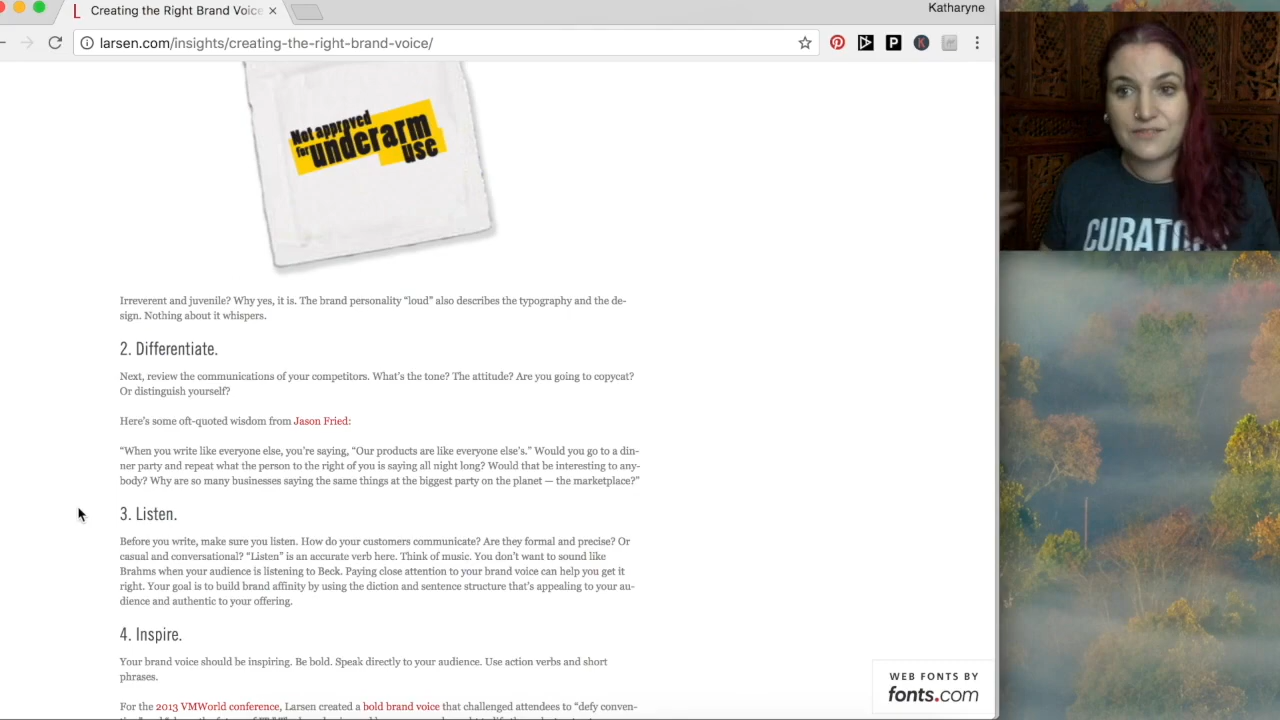 Creating the Right Brand Voice
Katharyne
larsen.com/insights/creating-the-right-brand-voice/
Not approved
for underarm
use
Irreverent and juvenile? Why yes, it is. The brand personality “loud” also describes the typography and the de-
sign. Nothing about it whispers.
2. Differentiate.
Next, review the communications of your competitors. What’s the tone? The attitude? Are you going to copycat?
Or distinguish yourself?
Here’s some oft-quoted wisdom from Jason Fried:
“When you write like everyone else, you’re saying, “Our products are like everyone else’s.” Would you go to a din-
ner party and repeat what the person to the right of you is saying all night long? Would that be interesting to any-
body? Why are so many businesses saying the same things at the biggest party on the planet — the marketplace?”
3. Listen.
Before you write, make sure you listen. How do your customers communicate? Are they formal and precise? Or
casual and conversational? “Listen” is an accurate verb here. Think of music. You don’t want to sound like
Brahms when your audience is listening to Beck. Paying close attention to your brand voice can help you get it
right. Your goal is to build brand affinity by using the diction and sentence structure that’s appealing to your au-
dience and authentic to your offering.
4. Inspire.
Your brand voice should be inspiring. Be bold. Speak directly to your audience. Use action verbs and short
phrases.
For the 2013 VMWorld conference, Larsen created a bold brand voice that challenged attendees to “defy conven-
WEB FONTS BY
fonts.com